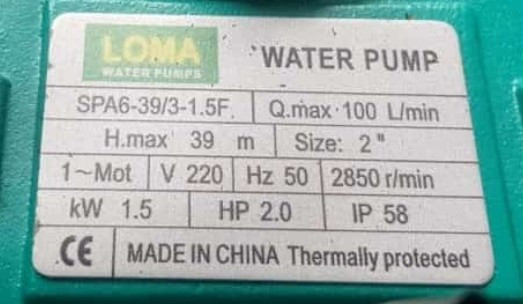 LOMA
WATER PUMPS
WATER PUMP
SPA6-39/3-1.5F. Q.max 100 L/min
H.max 39 m Size: 2"
1~Mot V 220 Hz 50 2850 r/min
kW 1.5 HP 2.0 IP 58
CE MADE IN CHINA Thermally protected